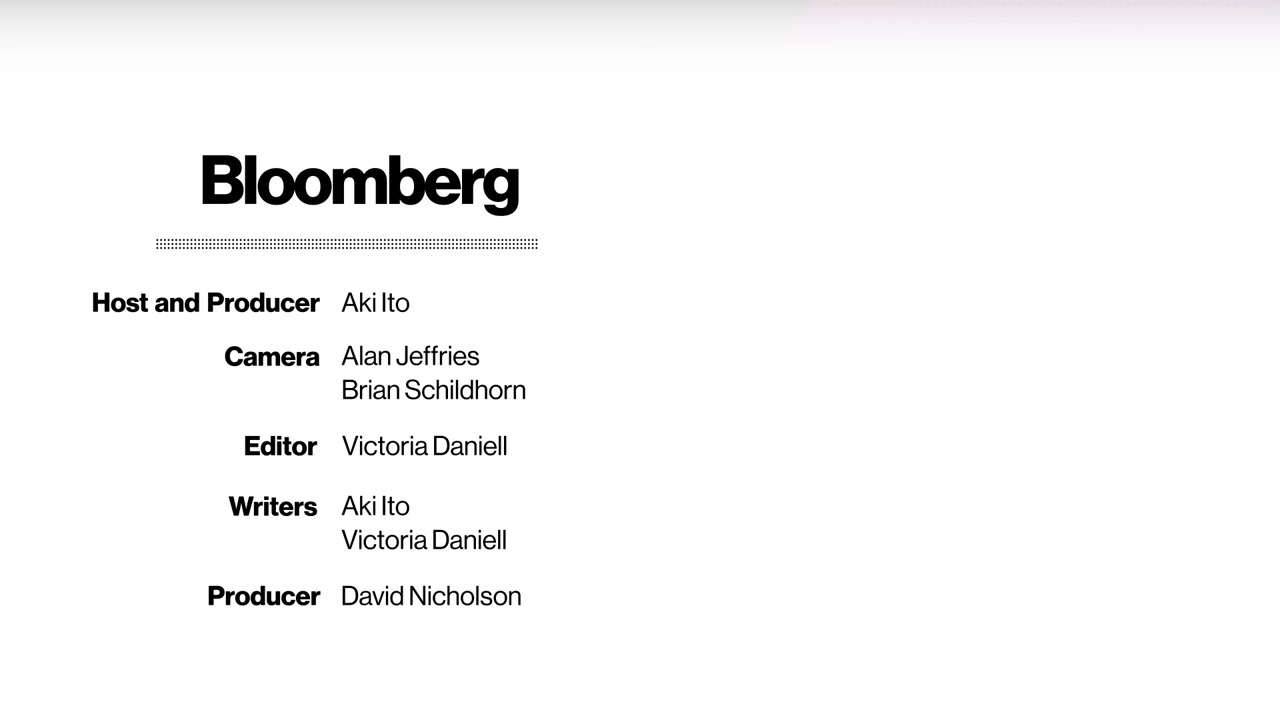 Bloomberg
Host and Producer Aki Ito
Camera Alan Jeffries
Brian Schildhorn
Editor Victoria Daniell
Writers Aki Ito
Victoria Daniell
Producer David Nicholson